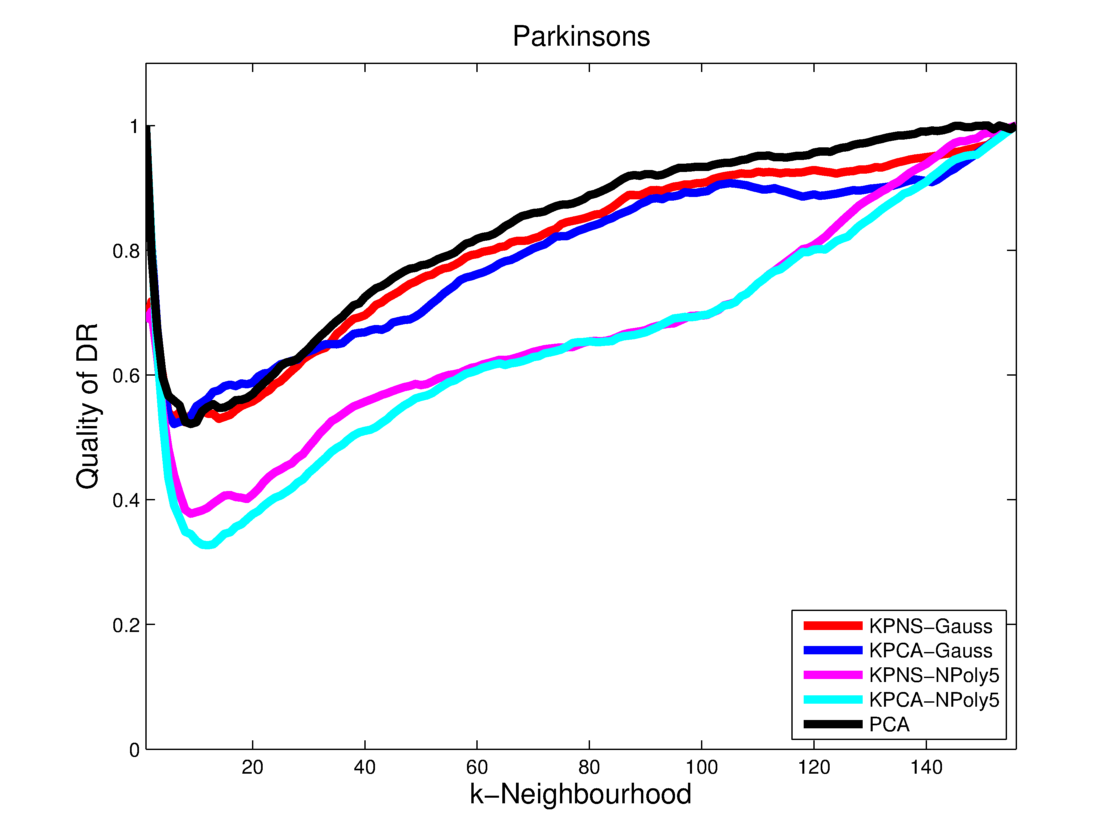 Parkinsons
Quality of DR
1
0.8
0.6
0.4
0.2
0
20 40 60 80 100 120 140
k−Neighbourhood
KPNS−Gauss
KPCA−Gauss
KPNS−NPoly5
KPCA−NPoly5
PCA